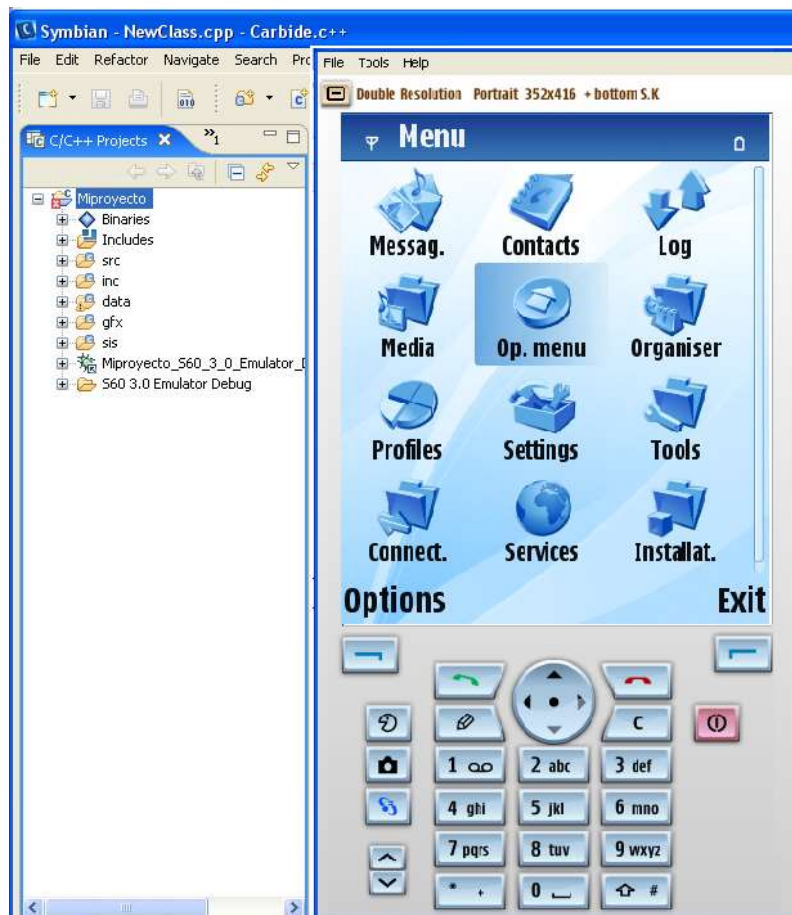 Symbian - NewClass.cpp - Carbide.c++
File Edit Refactor Navigate Search
C/C++ Projects
»1
Miproyecto
Binaries
Includes
src
inc
data
gfx
sis
Miproyecto_S60_3_0_Emulator_
S60 3.0 Emulator Debug
File Tools Help
Double Resolution Portrait 352x416 + bottom S.K
Menu
Messag. Contacts Log
Media Op. menu Organiser
Profiles Settings Tools
Connect. Services Installat.
Options Exit
C
1 2 abc 3 def
4 ghi 5 jkl 6 mno
7 pqrs 8 tuv 9 wxyz
* + 0 #